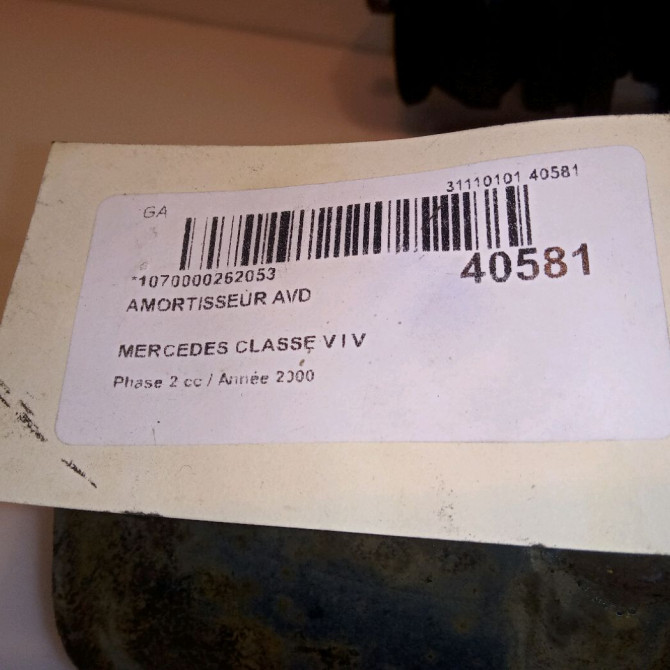 31110101 40581
GA
*1070000262053
40581
AMORTISSEUR AVD
MERCEDES CLASSE V I V
Phase 2 cc / Année 2000